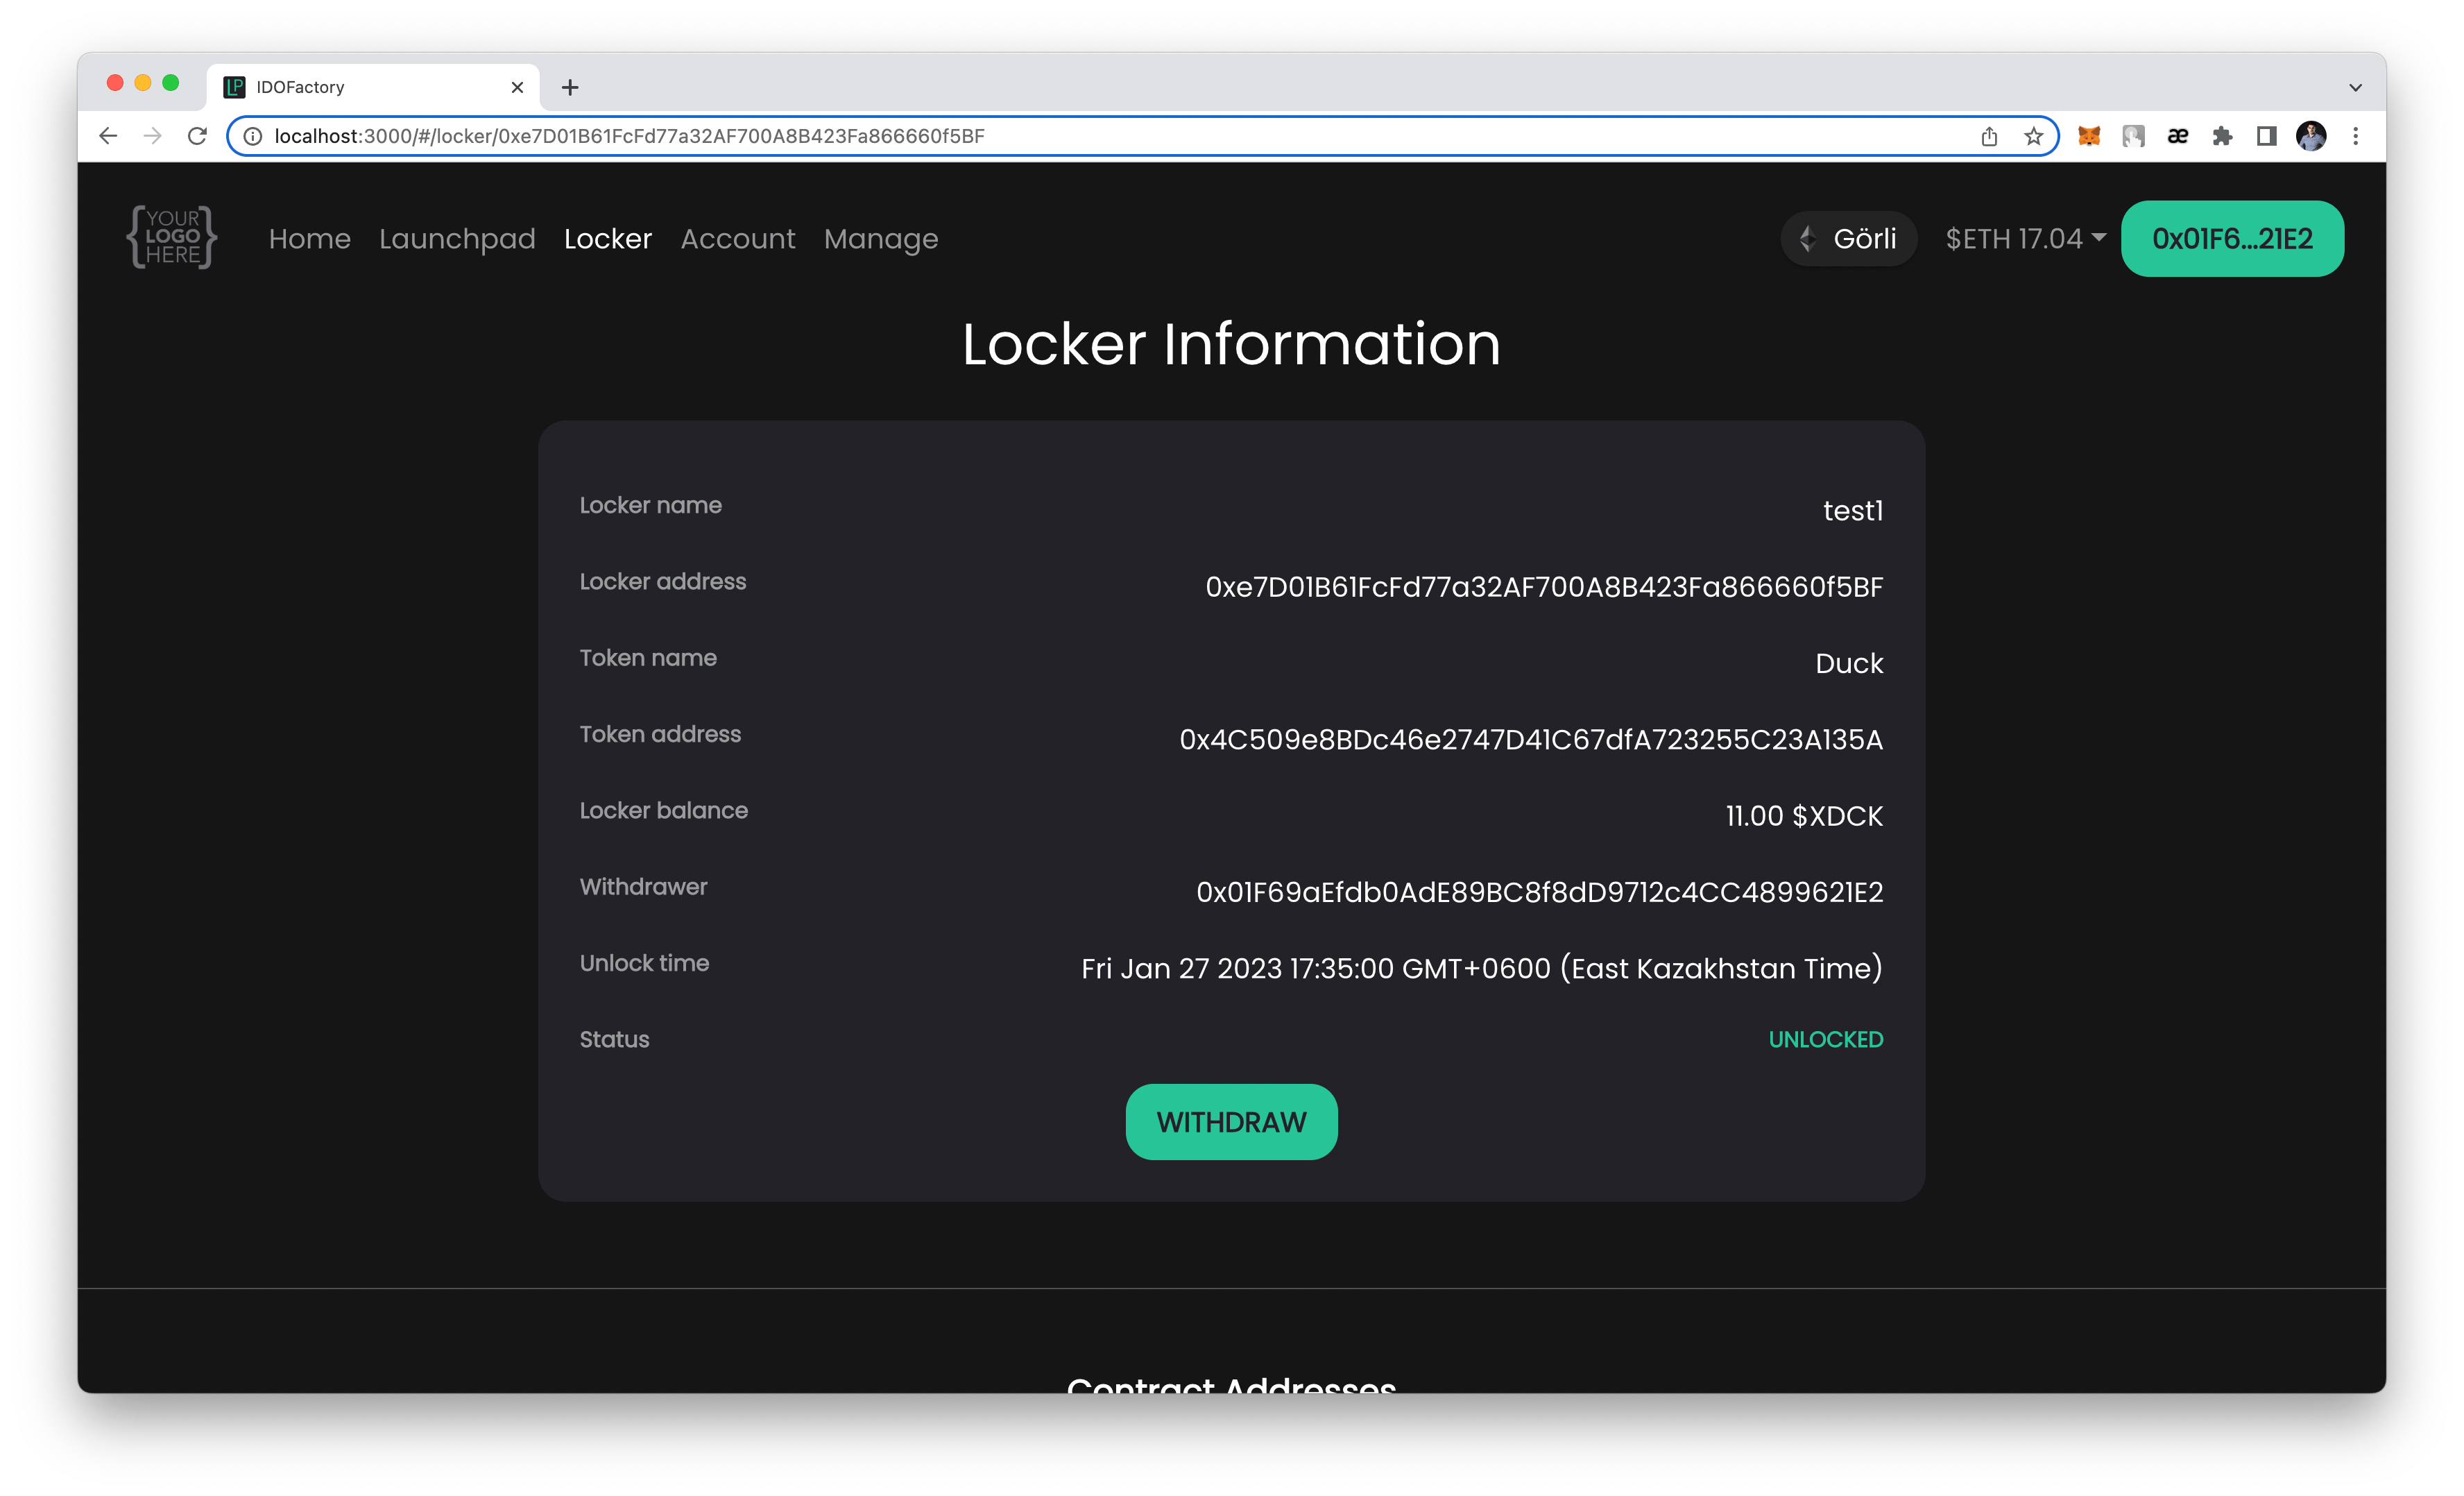 IDOFactory
localhost:3000/#/locker/0xe7D01B61FcFd77a32AF700A8B423Fa866660f5BF
æ
YOUR
LOGO
HERE
Home Launchpad Locker Account Manage
Görli $ETH 17.04 0x01F6...21E2
Locker Information
Locker name test1
Locker address 0xe7D01B61FcFd77a32AF700A8B423Fa866660f5BF
Token name Duck
Token address 0x4C509e8BDc46e2747D41C67dfA723255C23A135A
Locker balance 11.00 $XDCK
Withdrawer 0x01F69aEfdb0AdE89BC8f8dD9712c4CC4899621E2
Unlock time Fri Jan 27 2023 17:35:00 GMT+0600 (East Kazakhstan Time)
Status UNLOCKED
WITHDRAW
Contract Addresses